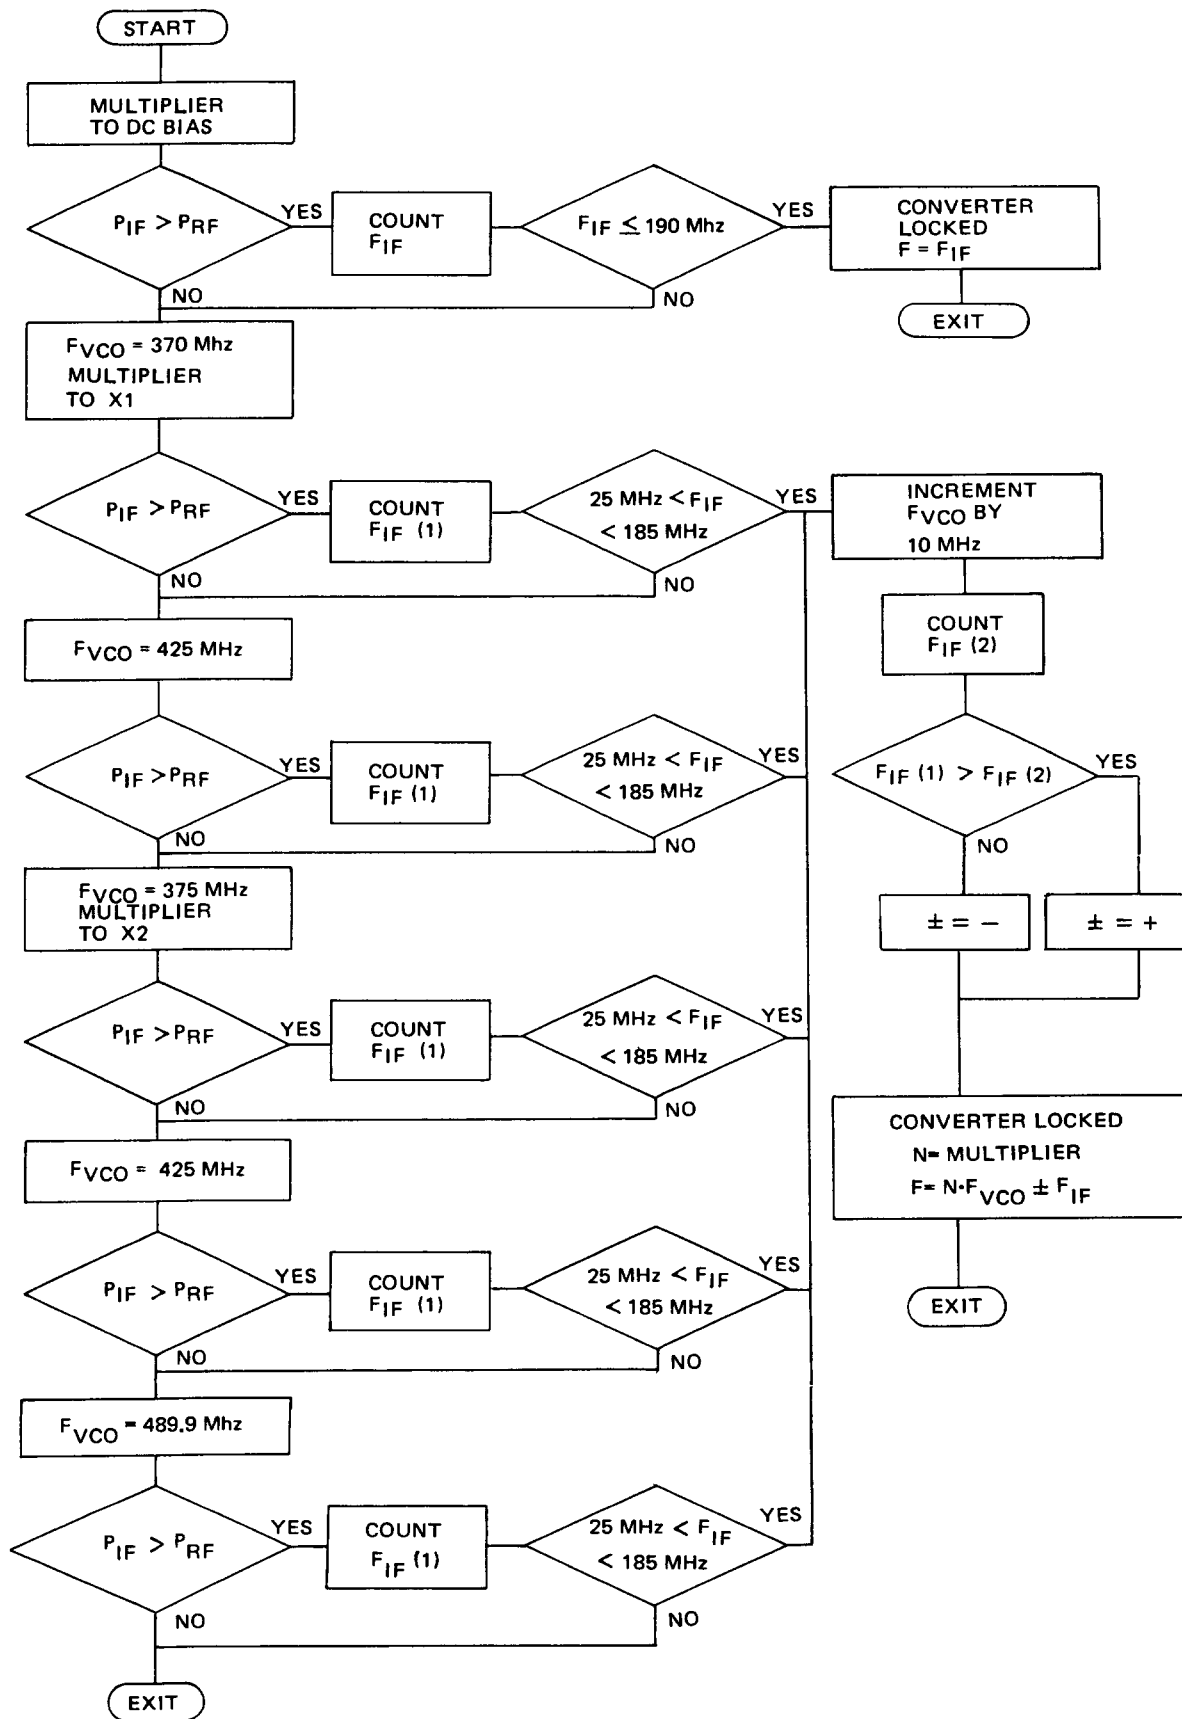 START
MULTIPLIER
TO DC BIAS
PIF > PRF
YES
COUNT
FIF
FIF ≤ 190 Mhz
YES
CONVERTER
LOCKED
F = FIF
NO
NO
EXIT
FVCO = 370 Mhz
MULTIPLIER
TO X1
PIF > PRF
YES
COUNT
FIF (1)
25 MHz < FIF
< 185 MHz
YES
INCREMENT
FVCO BY
10 MHz
NO
NO
COUNT
FIF (2)
FVCO = 425 MHz
PIF > PRF
YES
COUNT
FIF (1)
25 MHz < FIF
< 185 MHz
YES
FIF (1) > FIF (2)
YES
NO
NO
NO
FVCO = 375 MHz
MULTIPLIER
TO X2
± = −
± = +
PIF > PRF
YES
COUNT
FIF (1)
25 MHz < FIF
< 185 MHz
YES
NO
NO
CONVERTER LOCKED
N= MULTIPLIER
F= N·FVCO ± FIF
FVCO = 425 MHz
PIF > PRF
YES
COUNT
FIF (1)
25 MHz < FIF
< 185 MHz
YES
EXIT
NO
NO
FVCO = 489.9 Mhz
PIF > PRF
YES
COUNT
FIF (1)
25 MHz < FIF
< 185 MHz
YES
NO
NO
EXIT